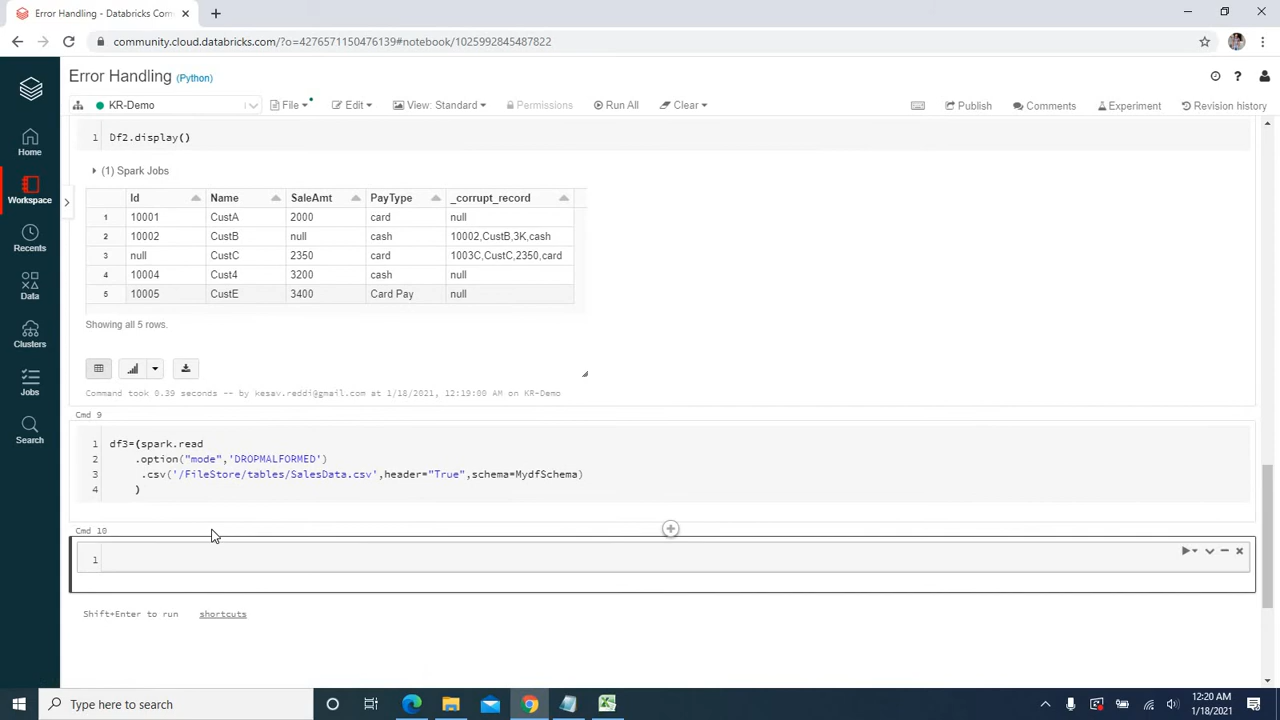 Error Handling - Databricks Com
community.cloud.databricks.com/?o=4276571150476139#notebook/1025992845487822
Error Handling (Python)
KR-Demo
File
Edit
View: Standard
Permissions
Run All
Clear
Publish
Comments
Experiment
Revision history
Home
Workspace
Recents
Data
Clusters
Jobs
Search
1 Df2.display()
(1) Spark Jobs
Id Name SaleAmt PayType _corrupt_record
1 10001 CustA 2000 card null
2 10002 CustB null cash 10002,CustB,3K,cash
3 null CustC 2350 card 1003C,CustC,2350,card
4 10004 Cust4 3200 cash null
5 10005 CustE 3400 Card Pay null
Showing all 5 rows.
Command took 0.39 seconds -- by kesav.reddi@gmail.com at 1/18/2021, 12:19:00 AM on KR-Demo
Cmd 9
1 df3=(spark.read
2 .option("mode",'DROPMALFORMED')
3 .csv('/FileStore/tables/SalesData.csv',header="True",schema=MydfSchema)
4 )
Cmd 10
1
Shift+Enter to run shortcuts
Type here to search
12:20 AM
1/18/2021